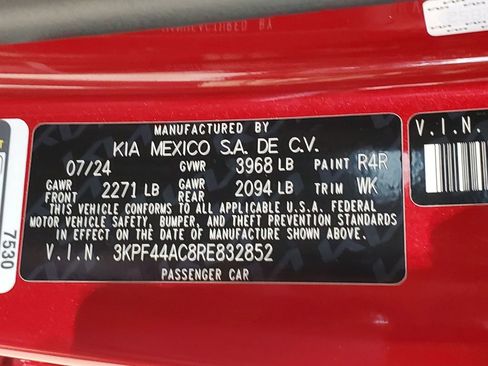 MANUFACTURED BY
KIA MEXICO S.A. DE C.V.
07/24 GVWR 3968 LB PAINT R4R
GAWR FRONT 2271 LB GAWR REAR 2094 LB TRIM WK
THIS VEHICLE CONFORMS TO ALL APPLICABLE U.S.A. FEDERAL
MOTOR VEHICLE SAFETY, BUMPER, AND THEFT PREVENTION STANDARDS
IN EFFECT ON THE DATE OF MANUFACTURE SHOWN ABOVE.
V.I.N. 3KPF44AC8RE832852
PASSENGER CAR
V.I.N.
7530